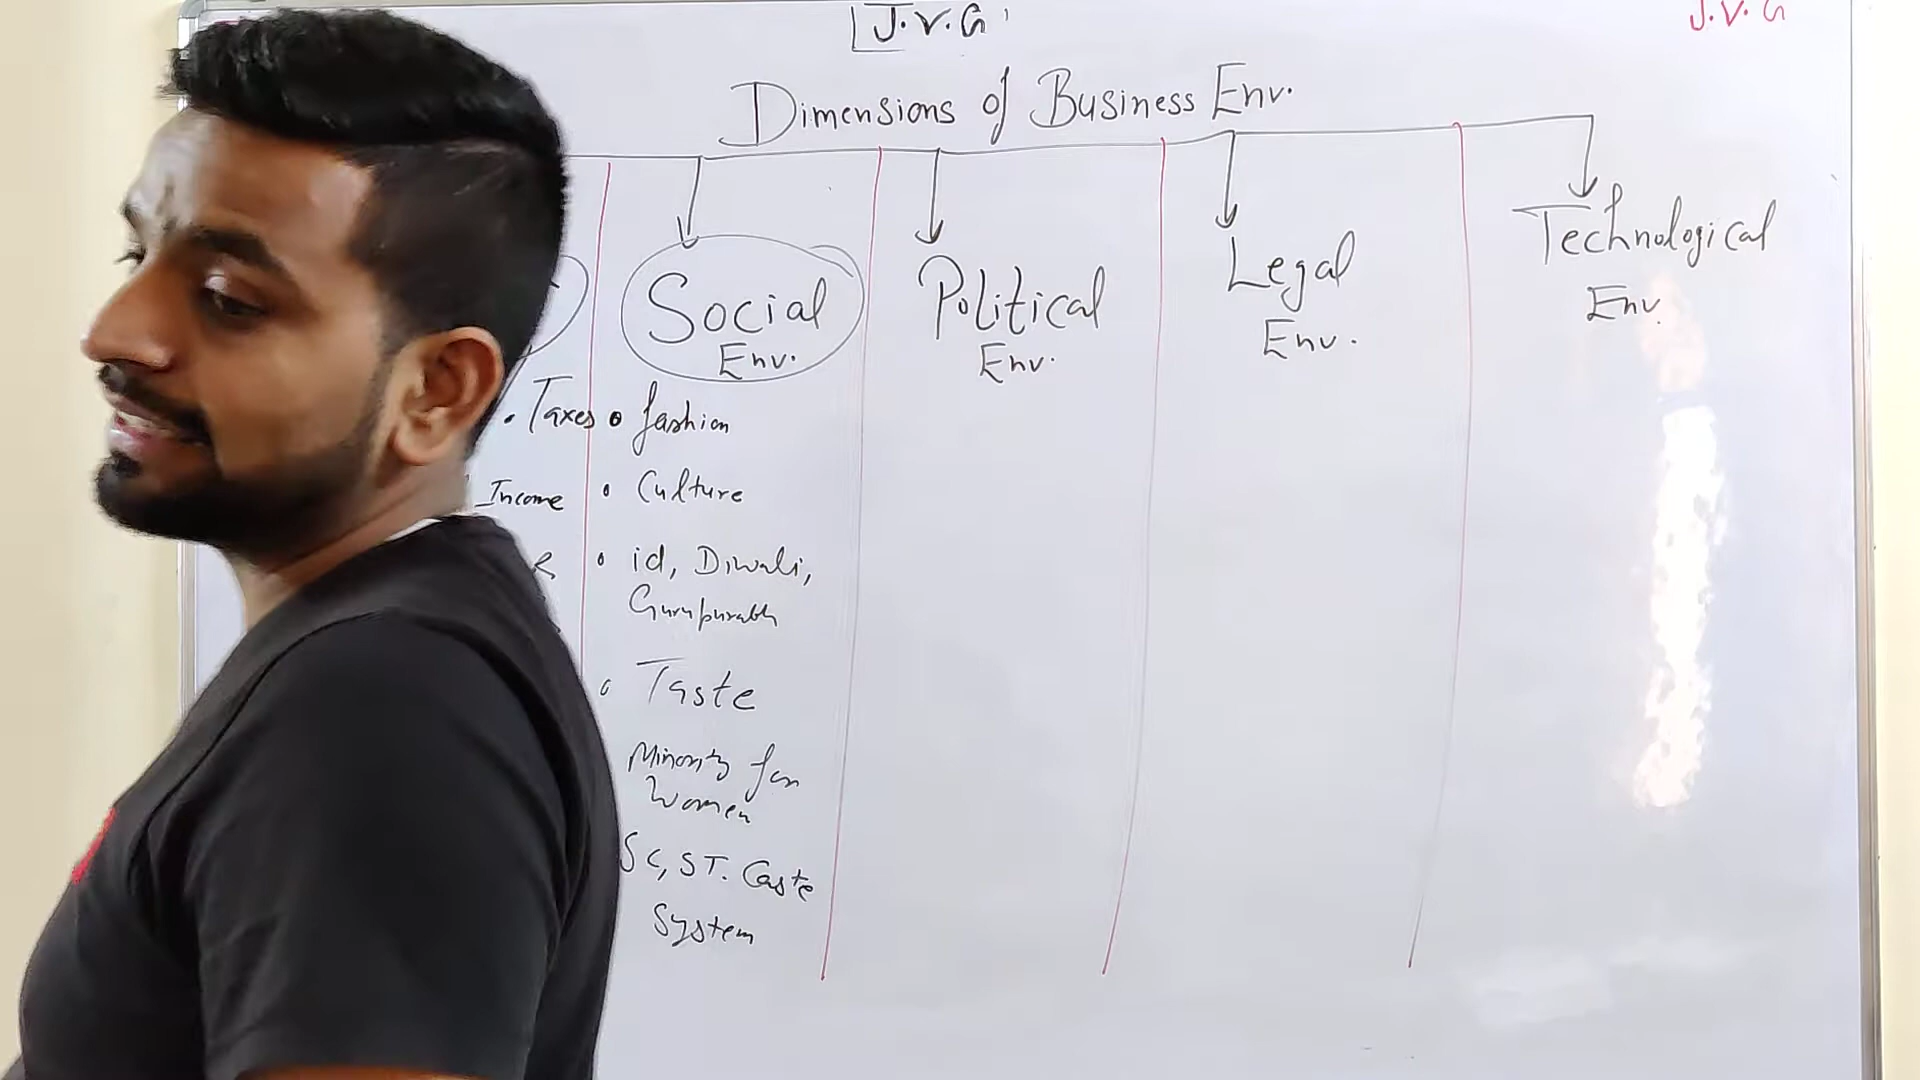 J.V.G
J.V.G
Dimensions of Business Env.
Social
Env.
Political
Env.
Legal
Env.
Technological
Env.
• Taxes
Income
• fashion
• Culture
• id, Diwali,
Gurupurabh
• Taste
Minority for
Women
SC, ST. Caste
System